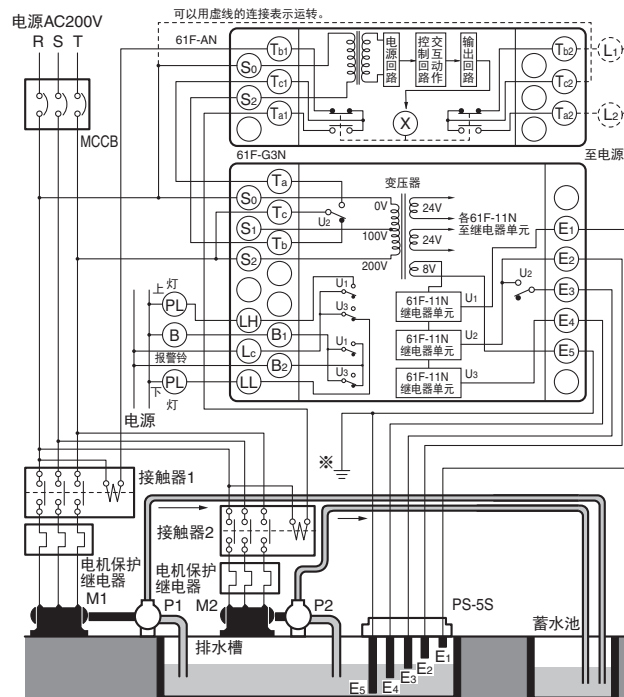 可以用虚线的连接表示运转。
电源AC200V
R S T
61F-AN
Tb1
S0
Tc1
S2
Ta1
电源回路
交互动作控制回路
输出回路
X
Tb2
Tc2
Ta2
L1
L2
MCCB
61F-G3N
至电源
Ta
S0
Tc
S1
Tb
S2
U2
变压器
0V
100V
200V
24V
24V
8V
各61F-11N
至继电器单元
E1
E2
E3
E4
E5
U2
61F-11N
继电器单元
U1
61F-11N
继电器单元
U2
61F-11N
继电器单元
U3
上灯
PL
LH
B
B1
Lc
报警铃
B2
PL
LL
下灯
U1
U3
U1
U3
电源
※
接触器1
接触器2
电机保护
继电器
电机保护
继电器
M1
P1
M2
P2
PS-5S
排水槽
蓄水池
E5
E4
E3
E2
E1